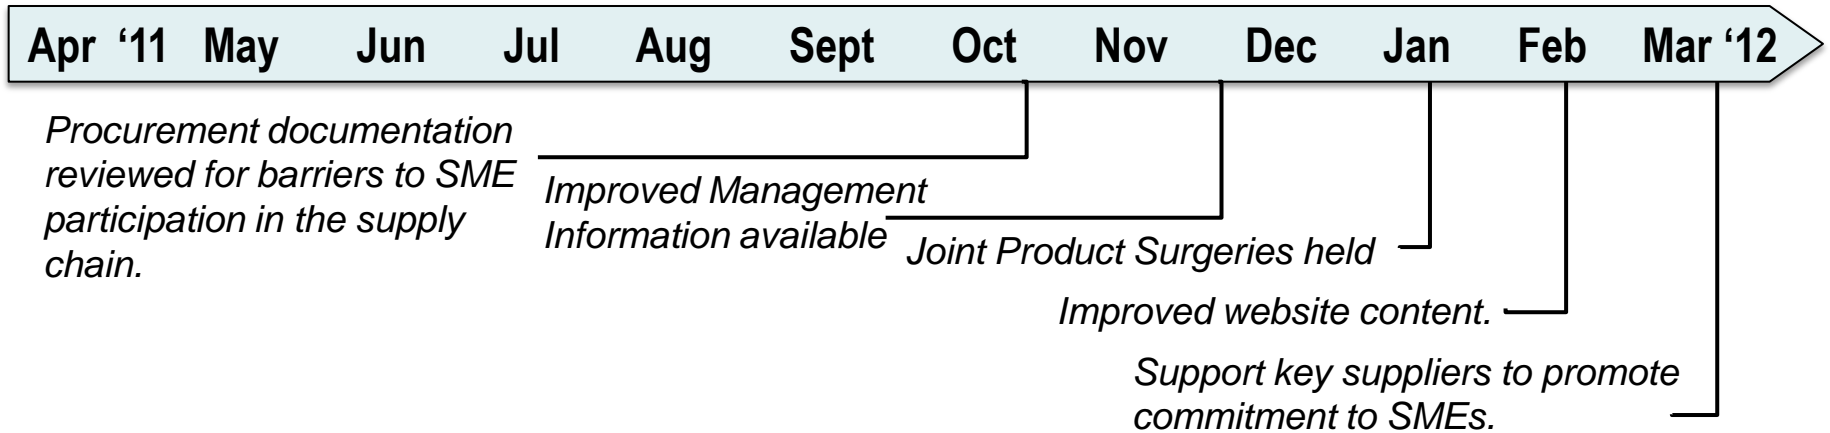 Apr ‘11 May Jun Jul Aug Sept Oct Nov Dec Jan Feb Mar ‘12
Procurement documentation
reviewed for barriers to SME
participation in the supply
chain.
Improved Management
Information available
Joint Product Surgeries held
Improved website content.
Support key suppliers to promote
commitment to SMEs.